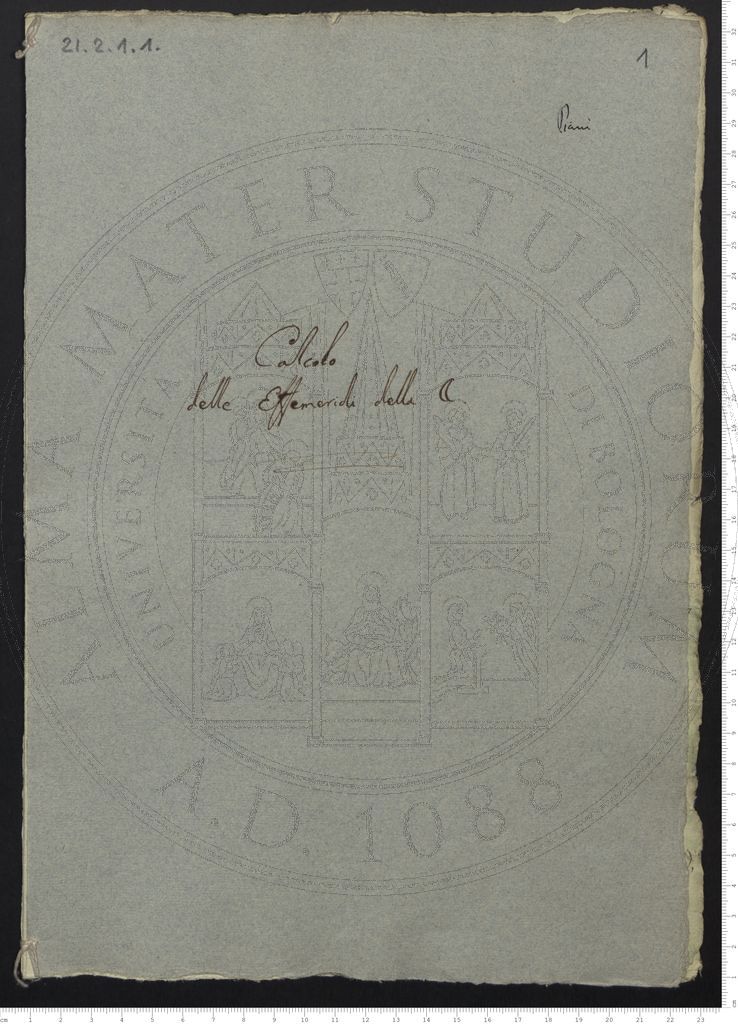 21.2.1.1.
1
Piani
Calcolo
delle Effemeridi della ☾
ALMA MATER STUDIORUM
UNIVERSITÀ DI BOLOGNA
A.D. 1088